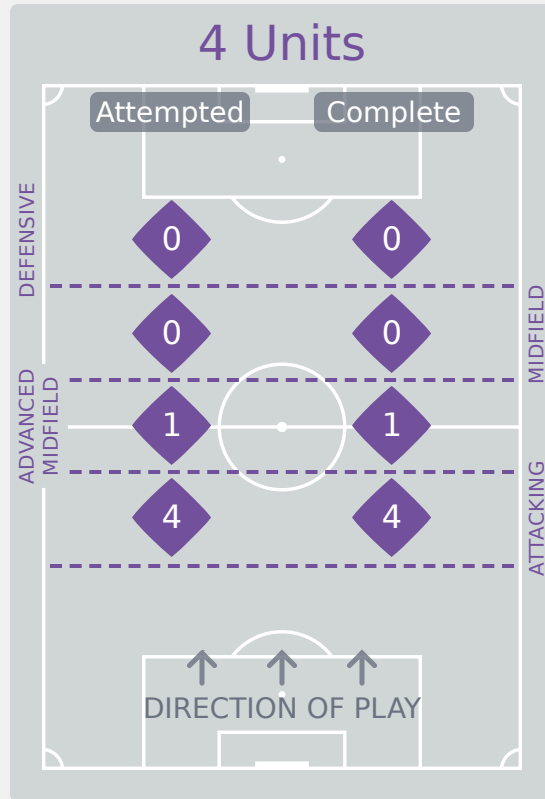 4 Units
Attempted
Complete
DEFENSIVE
0
0
MIDFIELD
0
0
ADVANCED
MIDFIELD
1
1
ATTACKING
4
4
DIRECTION OF PLAY